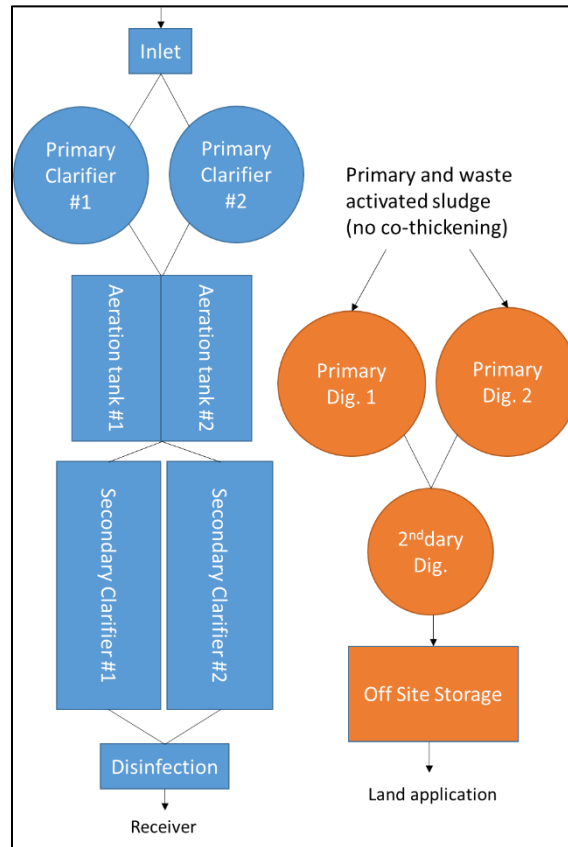 Inlet
Primary
Clarifier
#1
Primary
Clarifier
#2
Aeration tank #1
Aeration tank #2
Secondary Clarifier #1
Secondary Clarifier #2
Disinfection
Receiver
Primary and waste
activated sludge
(no co-thickening)
Primary
Dig. 1
Primary
Dig. 2
2ⁿᵈdary
Dig.
Off Site Storage
Land application